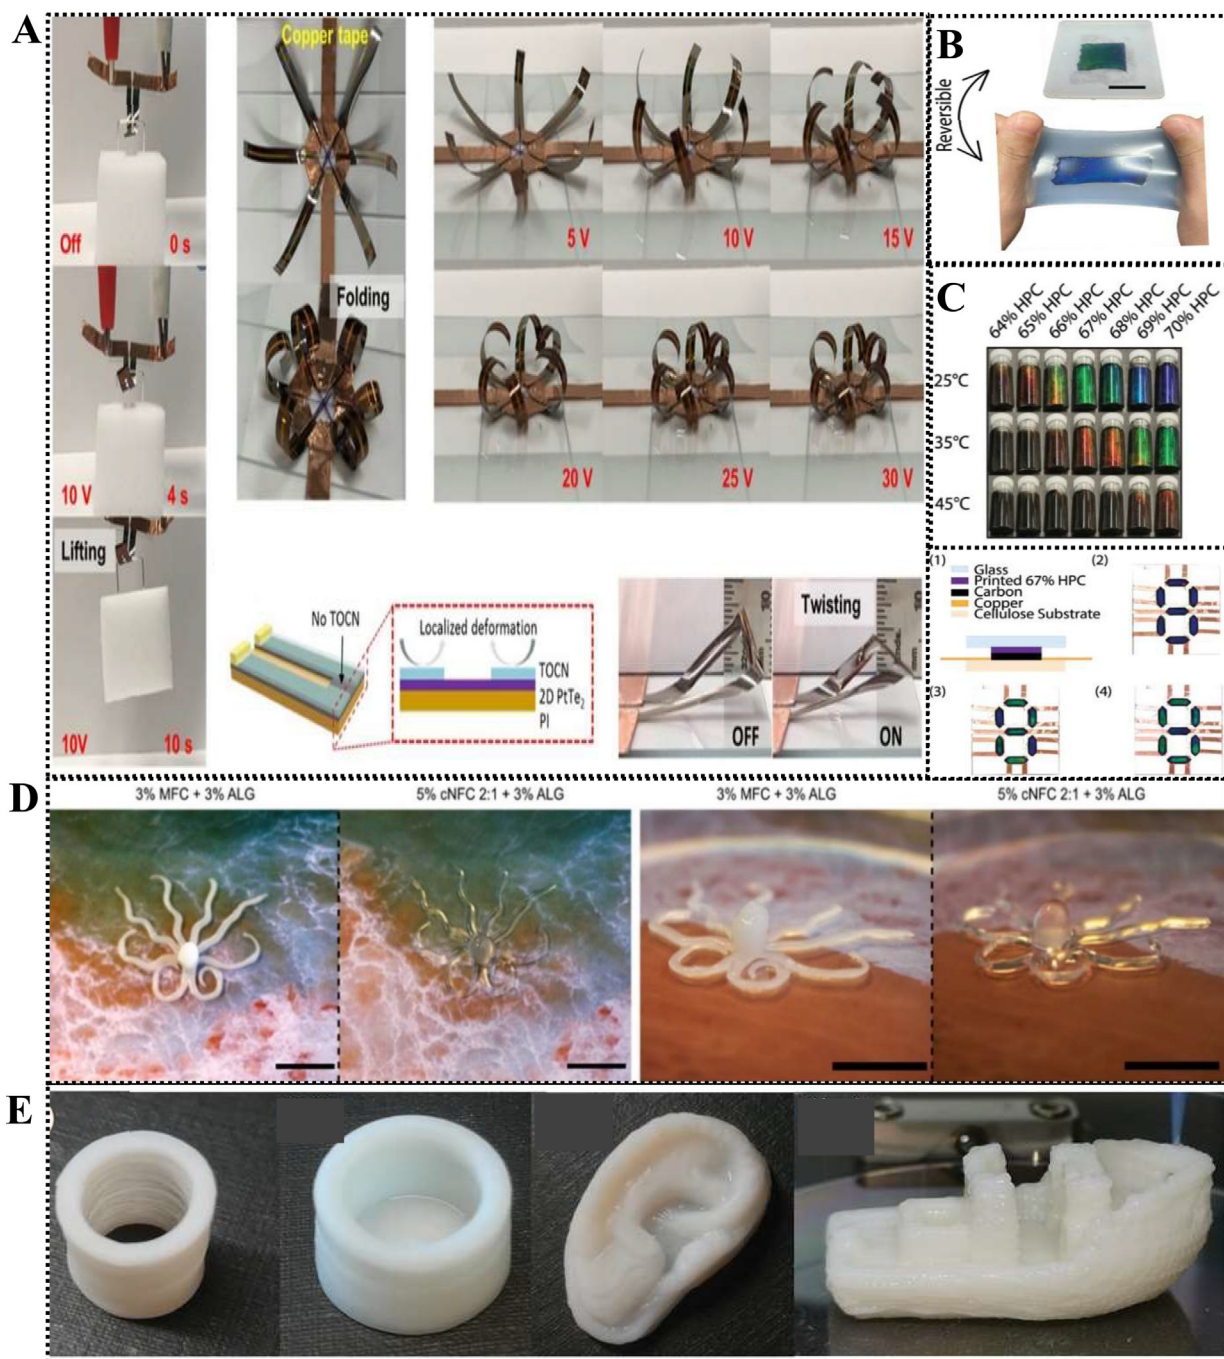 A
Off
0 s
10 V
4 s
Lifting
10V
10 s
Copper tape
Folding
5 V
10 V
15 V
20 V
25 V
30 V
No TOCN
Localized deformation
TOCN
2D PtTe₂
PI
OFF
Twisting
ON
B
Reversible
C
64% HPC
65% HPC
66% HPC
67% HPC
68% HPC
69% HPC
70% HPC
25°C
35°C
45°C
(1)
Glass
Printed 67% HPC
Carbon
Copper
Cellulose Substrate
(2)
(3)
(4)
D
3% MFC + 3% ALG
5% cNFC 2:1 + 3% ALG
3% MFC + 3% ALG
5% cNFC 2:1 + 3% ALG
E